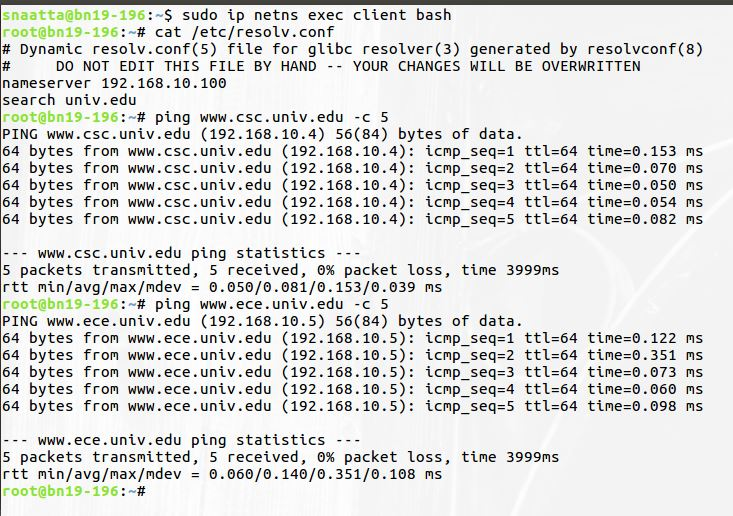 snaatta@bn19-196:~$ sudo ip netns exec client bash
root@bn19-196:~# cat /etc/resolv.conf
# Dynamic resolv.conf(5) file for glibc resolver(3) generated by resolvconf(8)
#     DO NOT EDIT THIS FILE BY HAND -- YOUR CHANGES WILL BE OVERWRITTEN
nameserver 192.168.10.100
search univ.edu
root@bn19-196:~# ping www.csc.univ.edu -c 5
PING www.csc.univ.edu (192.168.10.4) 56(84) bytes of data.
64 bytes from www.csc.univ.edu (192.168.10.4): icmp_seq=1 ttl=64 time=0.153 ms
64 bytes from www.csc.univ.edu (192.168.10.4): icmp_seq=2 ttl=64 time=0.070 ms
64 bytes from www.csc.univ.edu (192.168.10.4): icmp_seq=3 ttl=64 time=0.050 ms
64 bytes from www.csc.univ.edu (192.168.10.4): icmp_seq=4 ttl=64 time=0.054 ms
64 bytes from www.csc.univ.edu (192.168.10.4): icmp_seq=5 ttl=64 time=0.082 ms

--- www.csc.univ.edu ping statistics ---
5 packets transmitted, 5 received, 0% packet loss, time 3999ms
rtt min/avg/max/mdev = 0.050/0.081/0.153/0.039 ms
root@bn19-196:~# ping www.ece.univ.edu -c 5
PING www.ece.univ.edu (192.168.10.5) 56(84) bytes of data.
64 bytes from www.ece.univ.edu (192.168.10.5): icmp_seq=1 ttl=64 time=0.122 ms
64 bytes from www.ece.univ.edu (192.168.10.5): icmp_seq=2 ttl=64 time=0.351 ms
64 bytes from www.ece.univ.edu (192.168.10.5): icmp_seq=3 ttl=64 time=0.073 ms
64 bytes from www.ece.univ.edu (192.168.10.5): icmp_seq=4 ttl=64 time=0.060 ms
64 bytes from www.ece.univ.edu (192.168.10.5): icmp_seq=5 ttl=64 time=0.098 ms

--- www.ece.univ.edu ping statistics ---
5 packets transmitted, 5 received, 0% packet loss, time 3999ms
rtt min/avg/max/mdev = 0.060/0.140/0.351/0.108 ms
root@bn19-196:~#